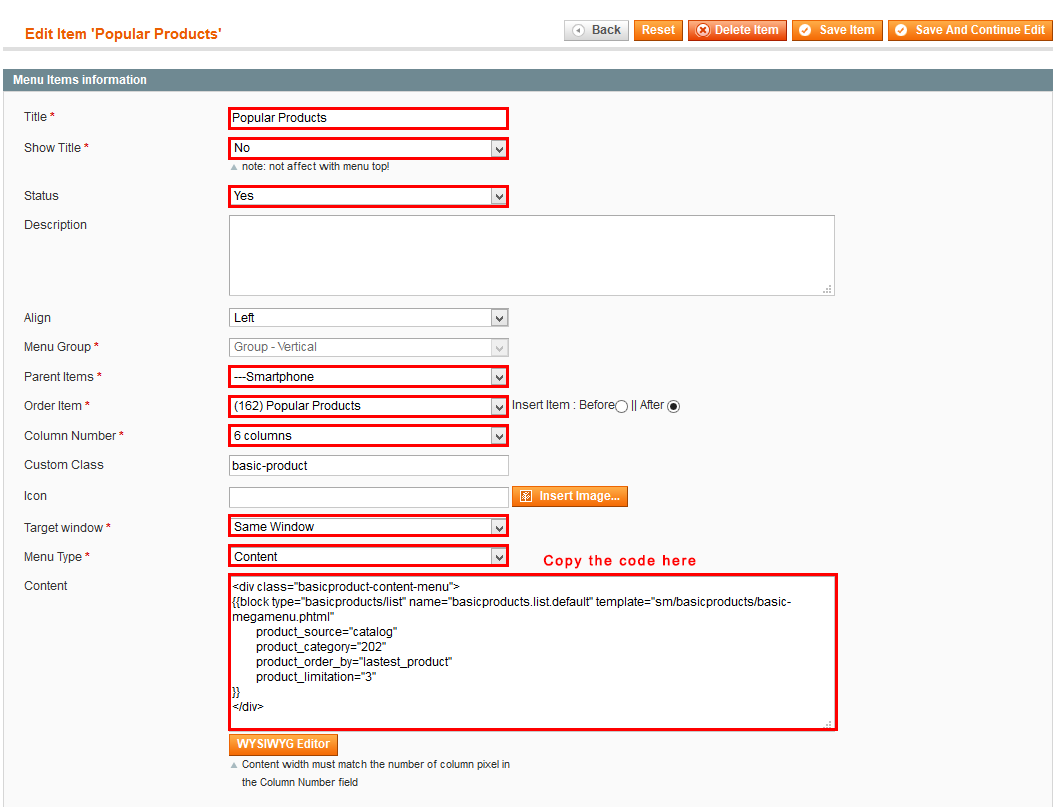 Edit Item 'Popular Products'
Back Reset Delete Item Save Item Save And Continue Edit
Menu Items information
Title * Popular Products
Show Title * No
note: not affect with menu top!
Status Yes
Description
Align Left
Menu Group * Group - Vertical
Parent Items * ---Smartphone
Order Item * (162) Popular Products Insert Item : Before || After
Column Number * 6 columns
Custom Class basic-product
Icon Insert Image...
Target window * Same Window
Menu Type * Content
Copy the code here
Content <div class="basicproduct-content-menu">
{{block type="basicproducts/list" name="basicproducts.list.default" template="sm/basicproducts/basic-
megamenu.phtml"
product_source="catalog"
product_category="202"
product_order_by="lastest_product"
product_limitation="3"
}}
</div>
WYSIWYG Editor
Content width must match the number of column pixel in
the Column Number field